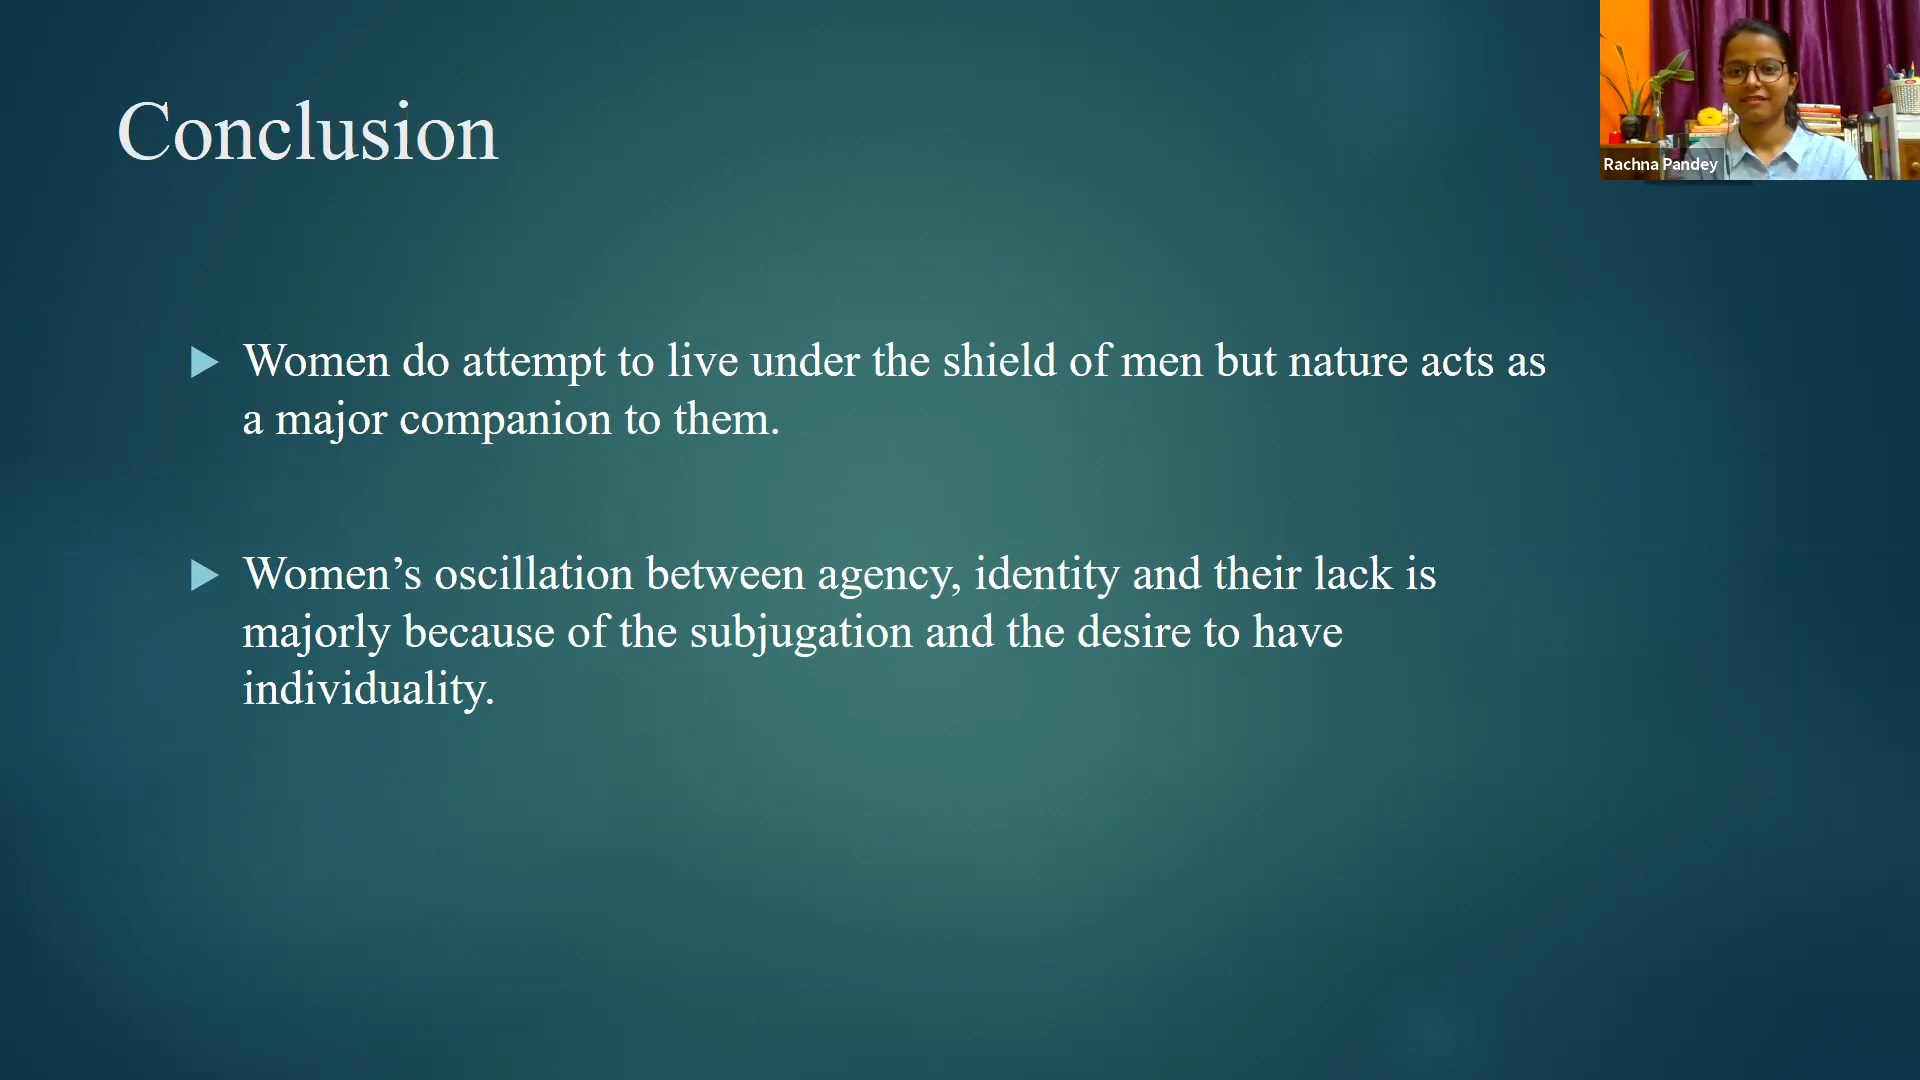 Conclusion
Rachna Pandey
Women do attempt to live under the shield of men but nature acts as
a major companion to them.
Women’s oscillation between agency, identity and their lack is
majorly because of the subjugation and the desire to have
individuality.